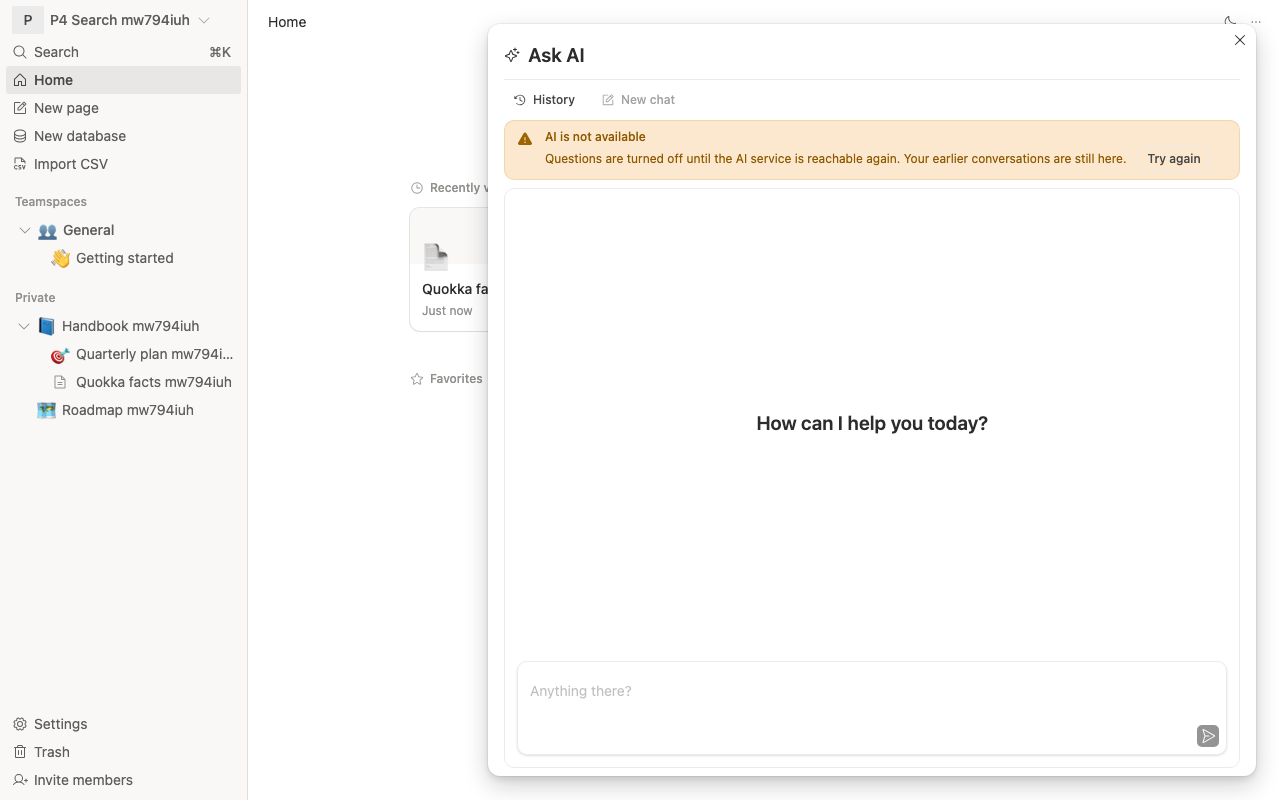 P P4 Search mw794iuh
Search ⌘K
Home
New page
New database
Import CSV
Teamspaces
General
Getting started
Private
Handbook mw794iuh
Quarterly plan mw794i...
Quokka facts mw794iuh
Roadmap mw794iuh
Settings
Trash
Invite members
Home
Recently v
Quokka fa
Just now
Favorites
Ask AI
History New chat
AI is not available
Questions are turned off until the AI service is reachable again. Your earlier conversations are still here. Try again
How can I help you today?
Anything there?